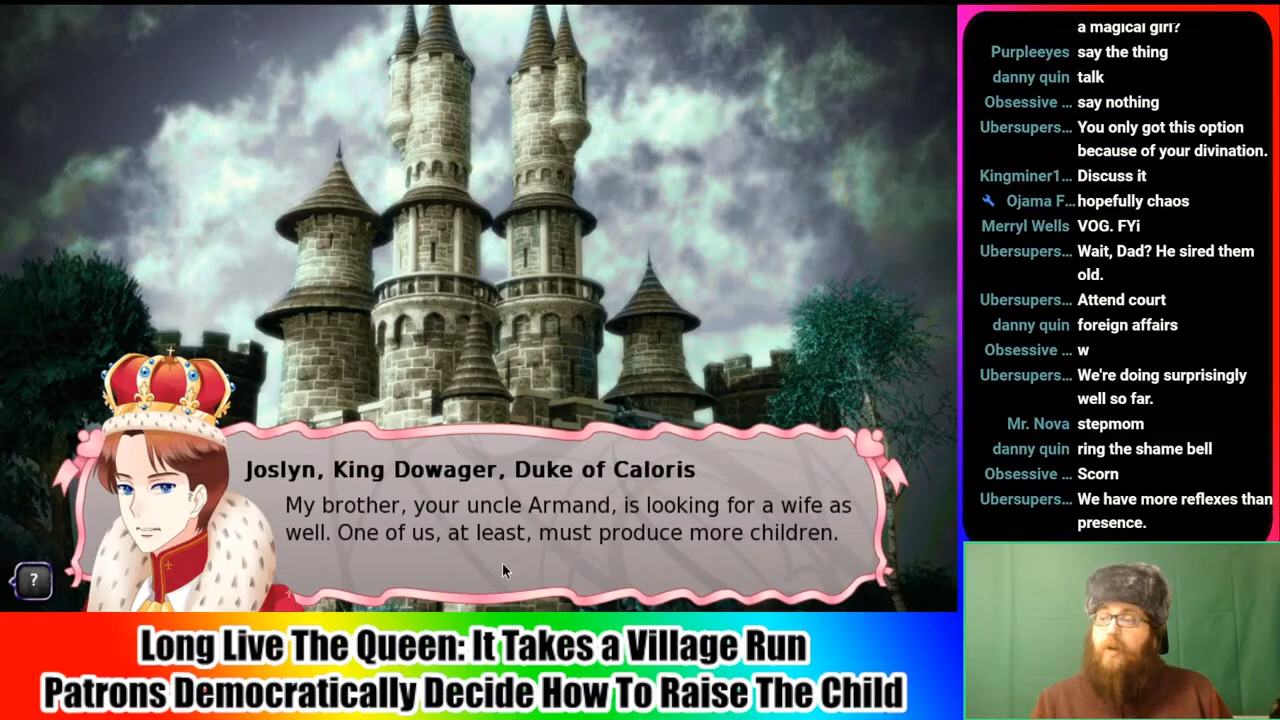 Joslyn, King Dowager, Duke of Caloris
My brother, your uncle Armand, is looking for a wife as
well. One of us, at least, must produce more children.
?
Long Live The Queen: It Takes a Village Run
Patrons Democratically Decide How To Raise The Child
a magical girl?
Purpleeyes say the thing
danny quin talk
Obsessive ... say nothing
Ubersupers... You only got this option
because of your divination.
Kingminer1... Discuss it
Ojama F... hopefully chaos
Merryl Wells VOG. FYi
Ubersupers... Wait, Dad? He sired them
old.
Ubersupers... Attend court
danny quin foreign affairs
Obsessive ... w
Ubersupers... We're doing surprisingly
well so far.
Mr. Nova stepmom
danny quin ring the shame bell
Obsessive ... Scorn
Ubersupers... We have more reflexes than
presence.